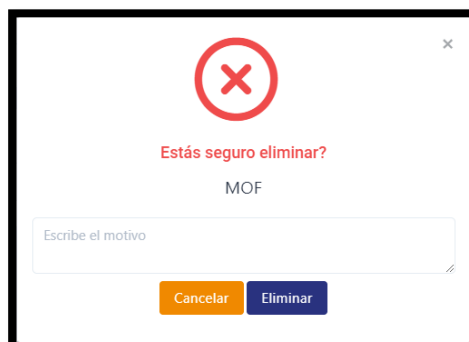 ×
Estás seguro eliminar?
MOF
Escribe el motivo
Cancelar Eliminar